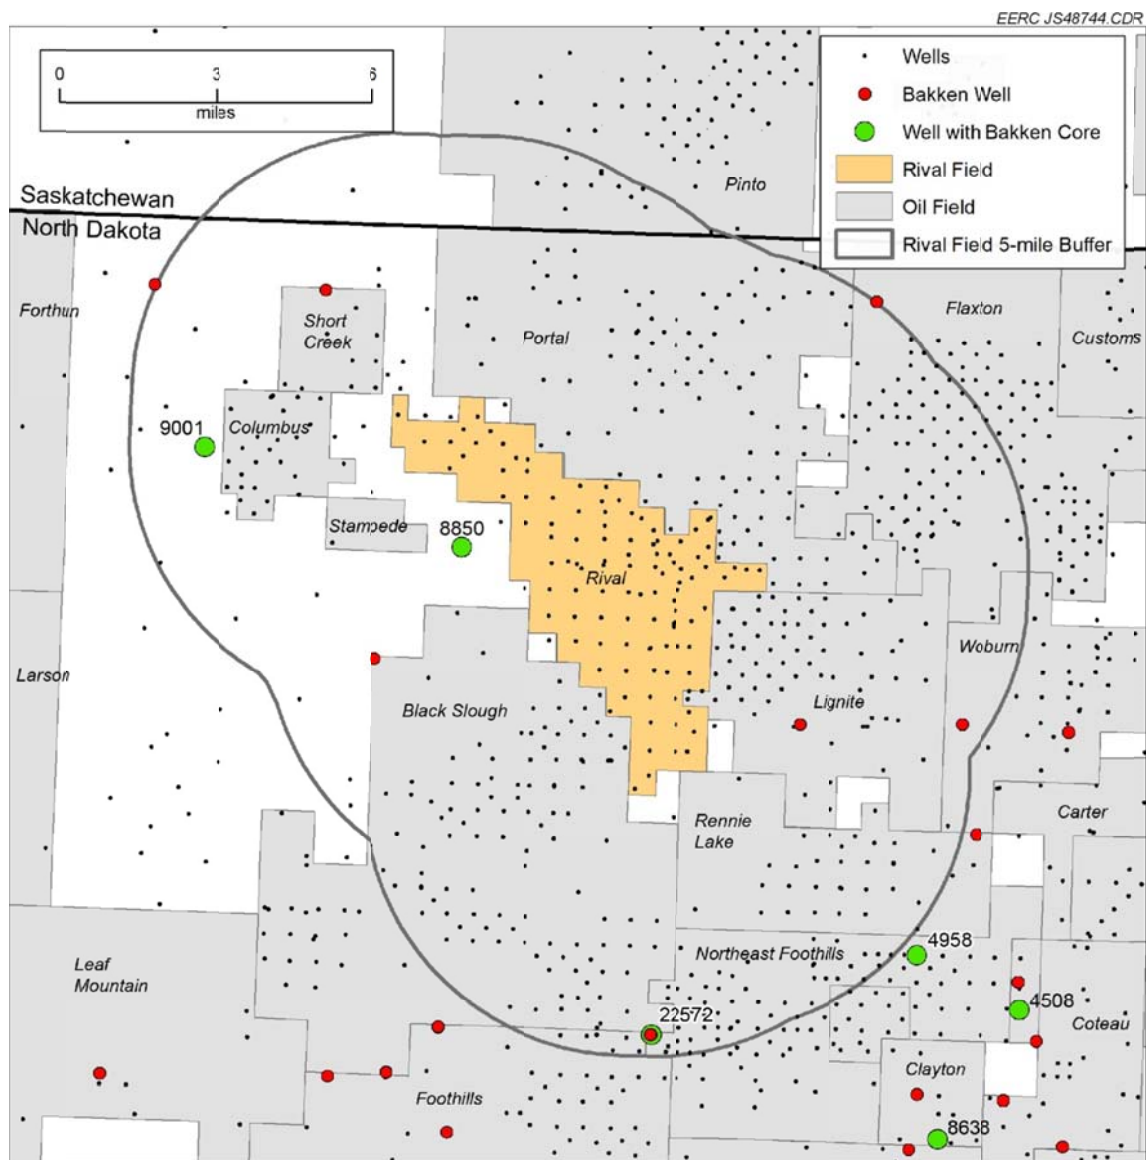 EERC JS48744.CDR
0 3 6
miles
Wells
Bakken Well
Well with Bakken Core
Rival Field
Oil Field
Rival Field 5-mile Buffer
Pinto
Saskatchewan
North Dakota
Forthun
Short
Creek
Portal
Flaxton
Customs
9001
Columbus
Stampede
8850
Rival
Larson
Woburn
Black Slough
Lignite
Rennie
Lake
Carter
Leaf
Mountain
Northeast Foothills
4958
22572
4508
Coteau
Clayton
Foothills
8638